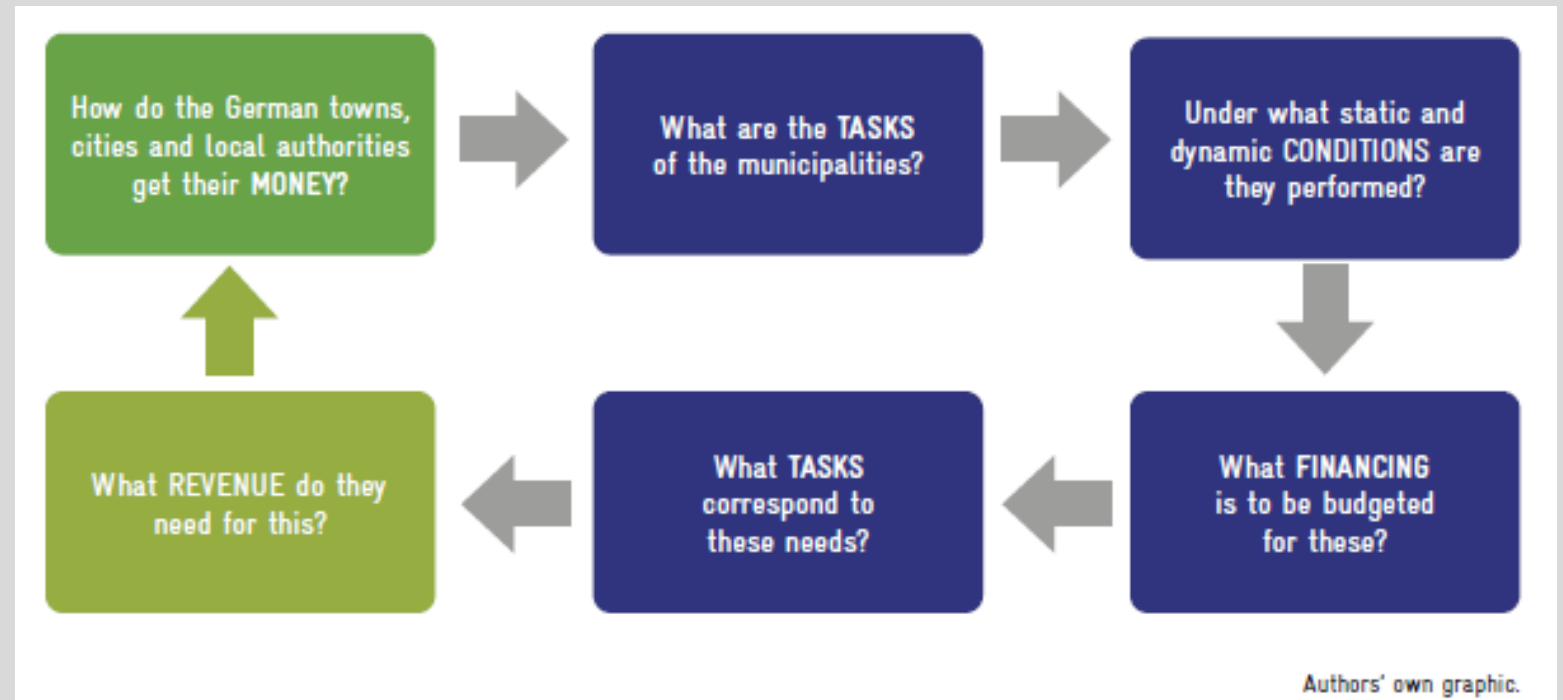 How do the German towns,
cities and local authorities
get their MONEY?
What are the TASKS
of the municipalities?
Under what static and
dynamic CONDITIONS are
they performed?
What FINANCING
is to be budgeted
for these?
What TASKS
correspond to
these needs?
What REVENUE do they
need for this?
Authors' own graphic.